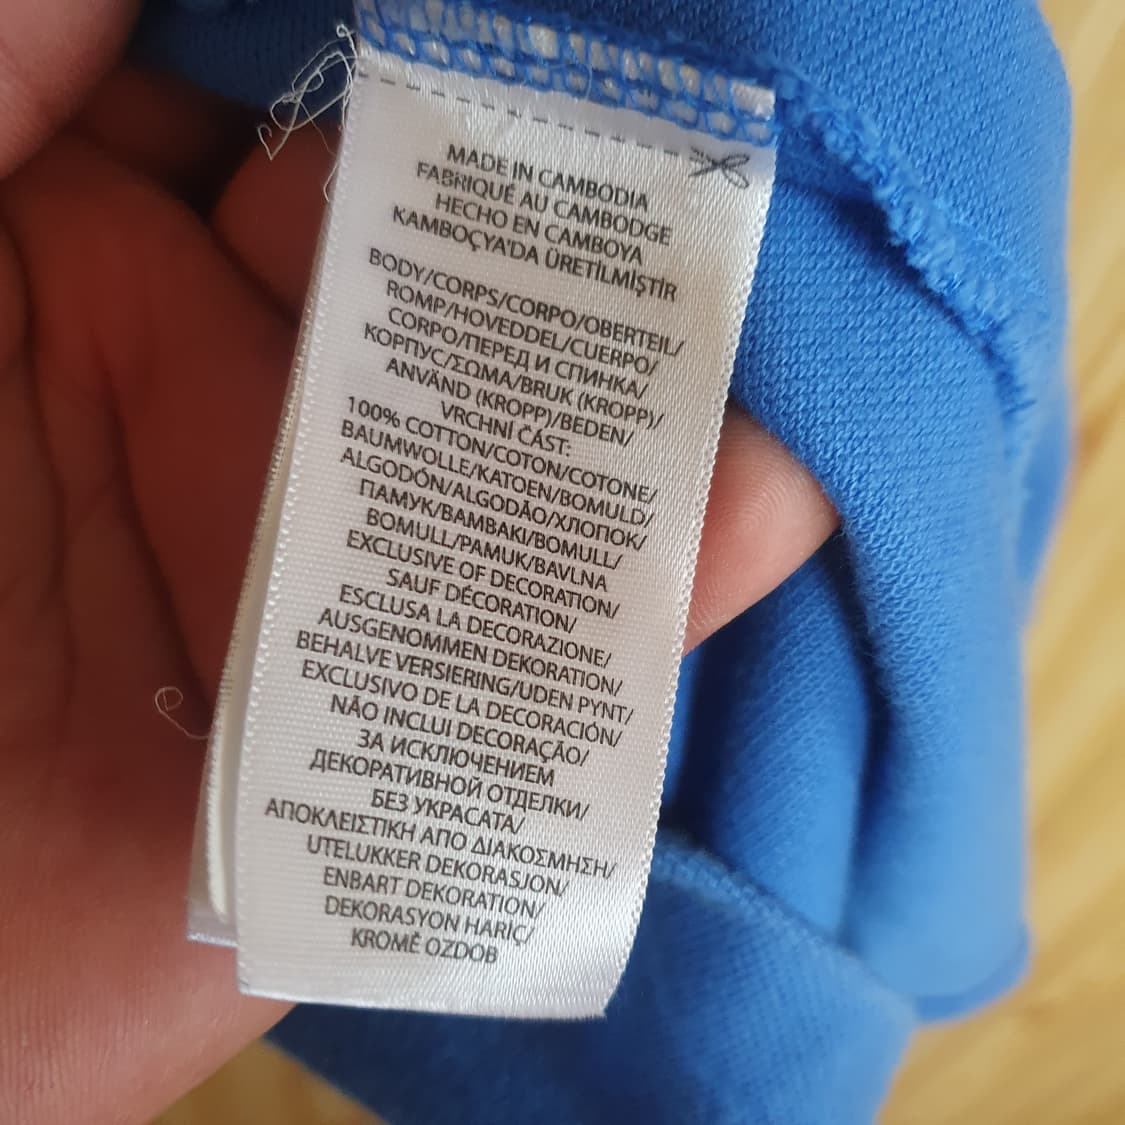 MADE IN CAMBODIA
FABRIQUÉ AU CAMBODGE
HECHO EN CAMBOYA
KAMBOÇYA'DA ÜRETİLMİŞTİR
BODY/CORPS/CORPO/OBERTEIL/
ROMP/HOVEDDEL/CUERPO/
CORPO/ПЕРЕД И СПИНКА/
КОРПУС/ΣΩΜΑ/BRUK (KROPP)/
ANVÄND (KROPP)/BEDEN/
VRCHNÍ ČÁST:
100% COTTON/COTON/COTONE/
BAUMWOLLE/KATOEN/BOMULD/
ALGODÓN/ALGODÃO/ХЛОПОК/
ПАМУК/BAMBAKI/BOMULL/
BOMULL/PAMUK/BAVLNA
EXCLUSIVE OF DECORATION/
SAUF DÉCORATION/
ESCLUSA LA DECORAZIONE/
AUSGENOMMEN DEKORATION/
BEHALVE VERSIERING/UDEN PYNT/
EXCLUSIVO DE LA DECORACIÓN/
NÃO INCLUI DECORAÇÃO/
ЗА ИСКЛЮЧЕНИЕМ
ДЕКОРАТИВНОЙ ОТДЕЛКИ/
БЕЗ УКРАСАТА/
ΑΠΟΚΛΕΙΣΤΙΚΗ ΑΠΟ ΔΙΑΚΟΣΜΗΣΗ/
UTELUKKER DEKORASJON/
ENBART DEKORATION/
DEKORASYON HARİÇ/
KROMĚ OZDOB